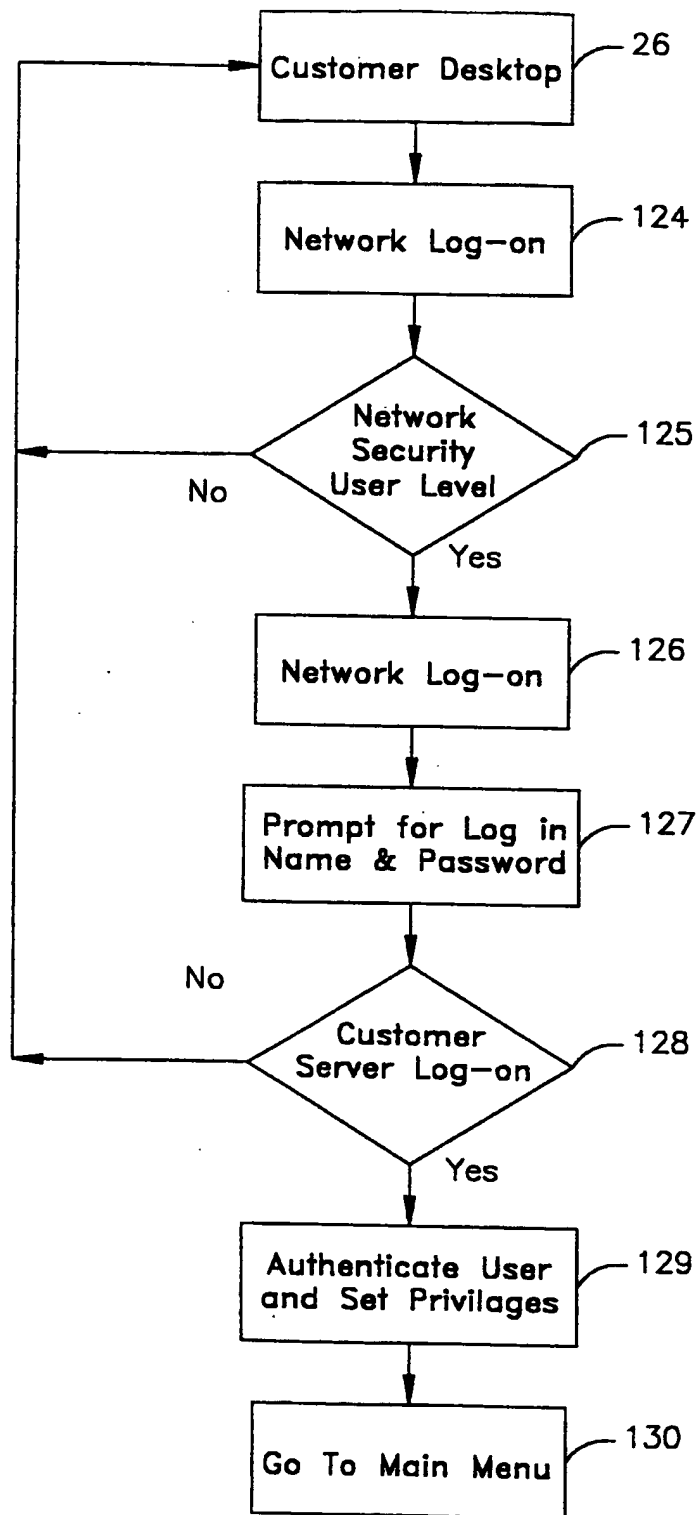 Customer Desktop
26
Network Log-on
124
Network
Security
User Level
125
No
Yes
Network Log-on
126
Prompt for Log in
Name & Password
127
No
Customer
Server Log-on
128
Yes
Authenticate User
and Set Privilages
129
Go To Main Menu
130